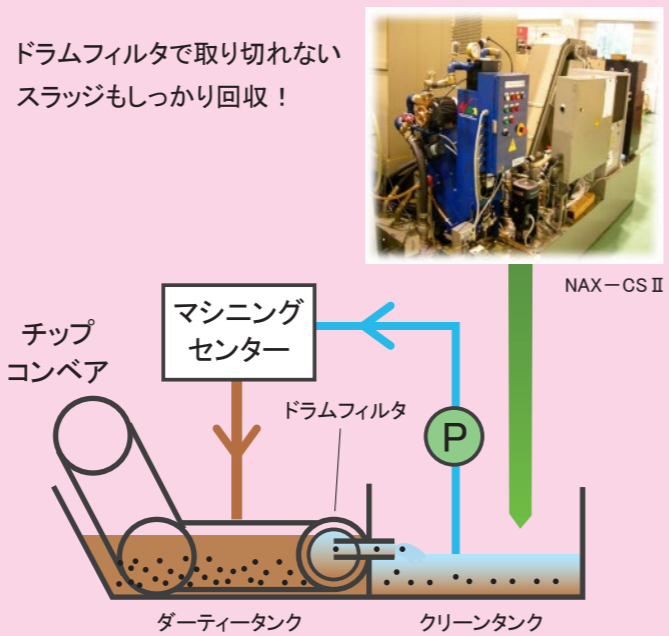 ドラムフィルタで取り切れない
スラッジもしっかり回収！
NAX－CSⅡ
マシニング
センター
チップ
コンベア
ドラムフィルタ
P
ダーティータンク
クリーンタンク